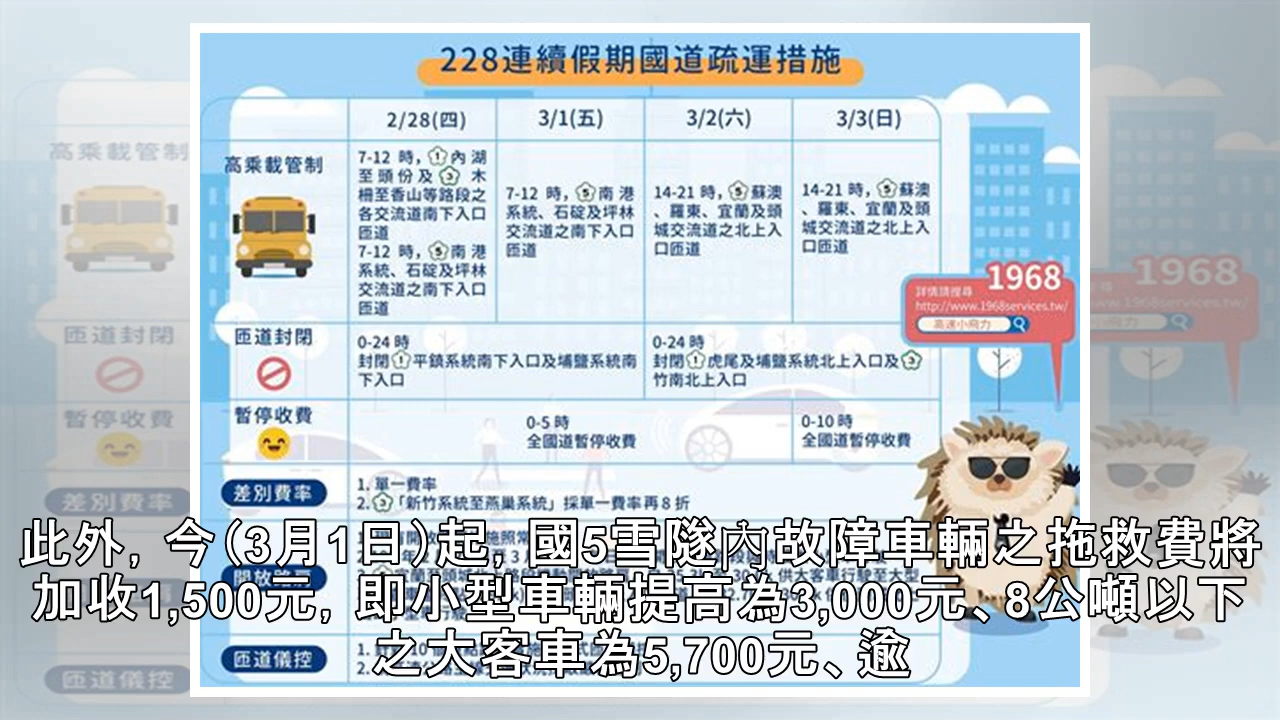 228連續假期國道疏運措施
2/28(四)
3/1(五)
3/2(六)
3/3(日)
高乘載管制
7-12 時，1內湖
至頭份及3木
柵至香山等路段之
各交流道南下入口
匝道
7-12 時，5南港
系統、石碇及坪林
交流道之南下入口
匝道
7-12 時，5南港
系統、石碇及坪林
交流道之南下入口
匝道
14-21 時，5蘇澳
、羅東、宜蘭及頭
城交流道之北上入
口匝道
14-21 時，5蘇澳
、羅東、宜蘭及頭
城交流道之北上入
口匝道
1968
詳情請搜尋
http://www.1968services.tw/
高速小飛力
匝道封閉
0-24 時
封閉1平鎮系統南下入口及埔鹽系統南
下入口
0-24 時
封閉1虎尾及埔鹽系統北上入口及3
竹南北上入口
暫停收費
0-5 時
全國道暫停收費
0-10 時
全國道暫停收費
差別費率
1. 單一費率
2. 3「新竹系統至燕巢系統」採單一費率再8折
開放路肩
匝道儀控
此外, 今(3月1日)起, 國5雪隧內故障車輛之拖救費將
加收1,500元, 即小型車輛提高為3,000元、8公噸以下
之大客車為5,700元、逾